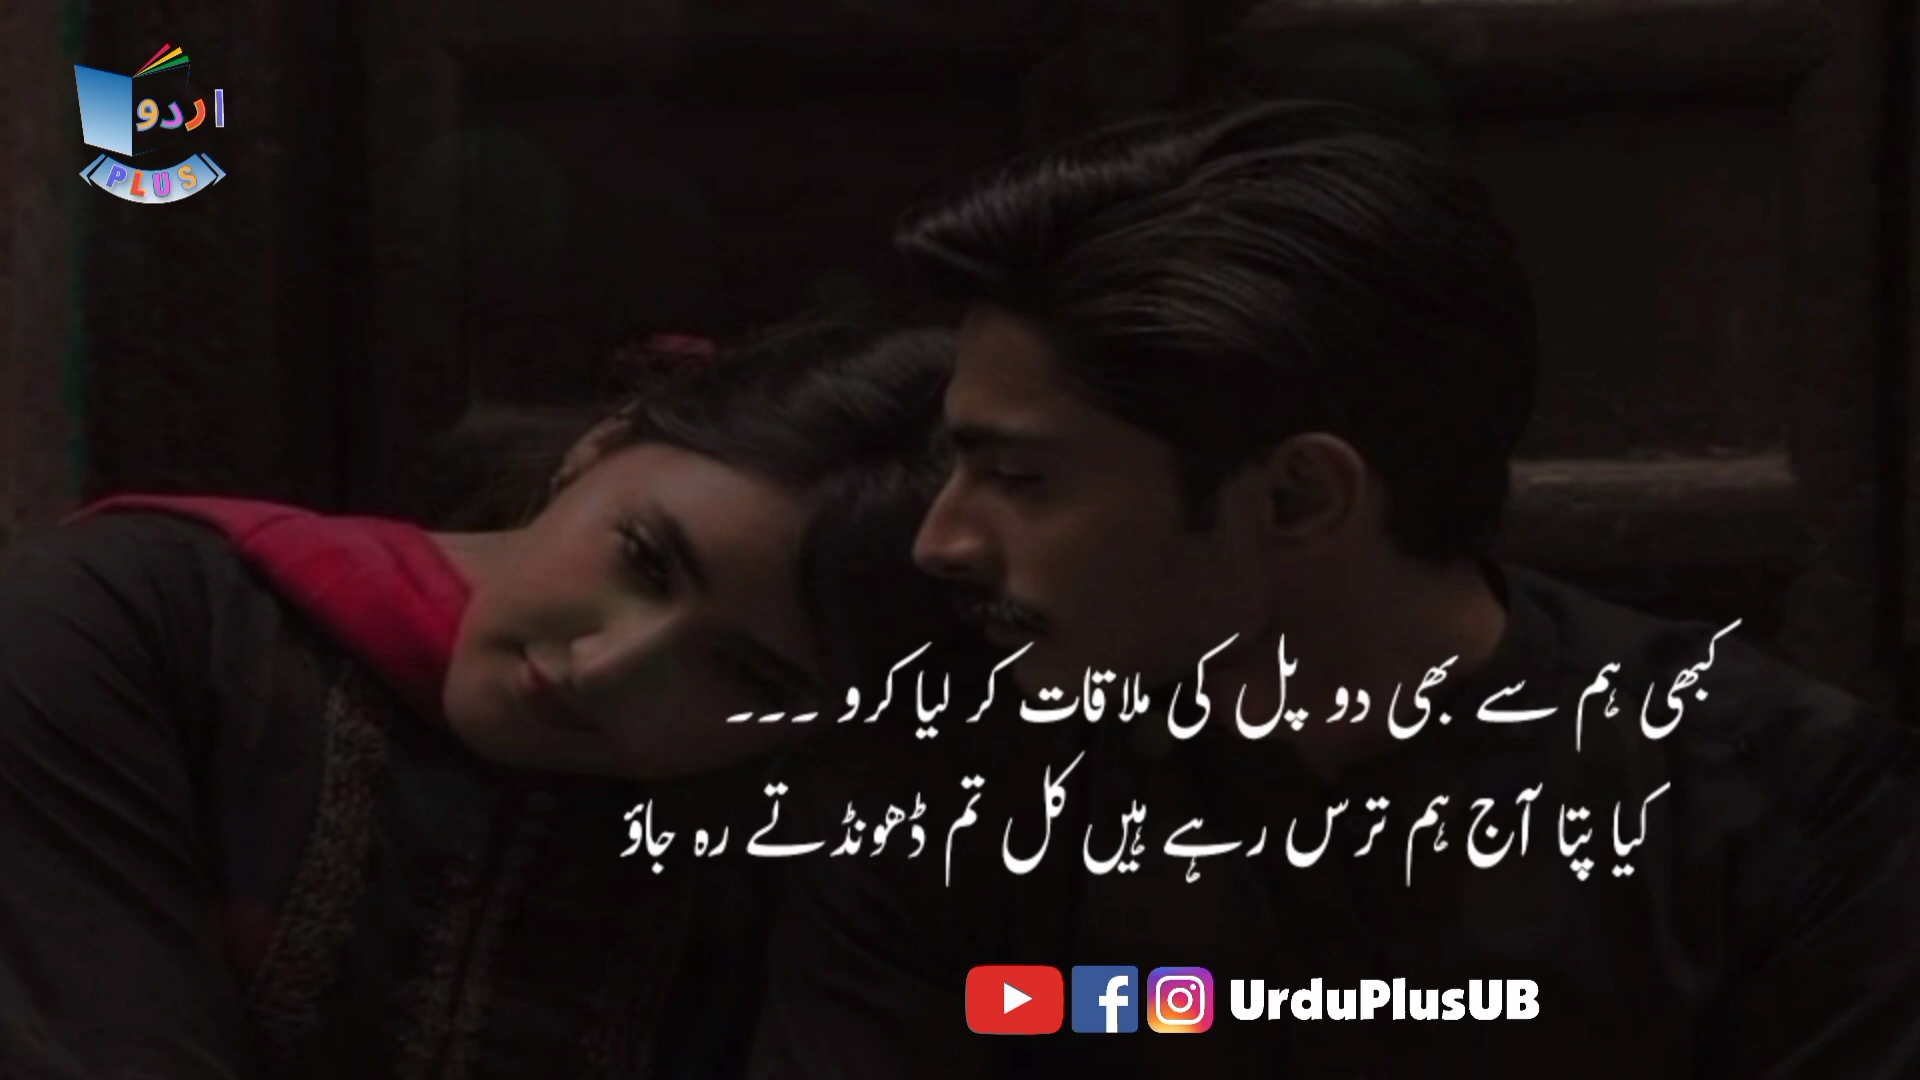 اردو
PLUS
کبھی ہم سے بھی دو پل کی ملاقات کر لیا کرو ۔۔۔
کیا پتا آج ہم ترس رہے ہیں کل تم ڈھونڈتے رہ جاؤ
UrduPlusUB